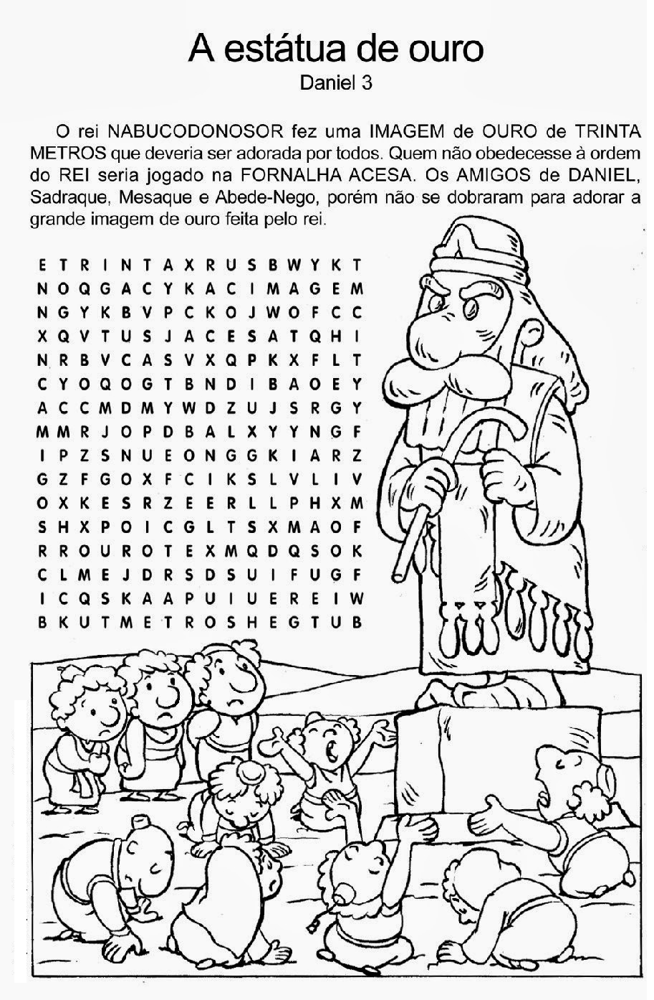 A estátua de ouro
Daniel 3
O rei NABUCODONOSOR fez uma IMAGEM de OURO de TRINTA
METROS que deveria ser adorada por todos. Quem não obedecesse à ordem
do REI seria jogado na FORNALHA ACESA. Os AMIGOS de DANIEL,
Sadraque, Mesaque e Abede-Nego, porém não se dobraram para adorar a
grande imagem de ouro feita pelo rei.
E T R I N T A X R U S B W Y K T
N O Q G A C Y K A C I M A G E M
N G Y K B V P C K O J W O F C C
X Q V T U S J A C E S A T Q H I
N R B V C A S V X Q P K X F L T
C Y O Q O G T B N D I B A O E Y
A C C M D M Y W D Z U J S R G Y
M M R J O P D B A L X Y Y N G F
I P Z S N U E O N G G K I A R Z
G Z F G O X F C I K S L V L I V
O X K E S R Z E E R L L P H X M
S H X P O I C G L T S X M A O F
R R O U R O T E X M Q D Q S O K
C L M E J D R S D S U I F U G F
I C Q S K A A P U I U E R E I W
B K U T M E T R O S H E G T U B